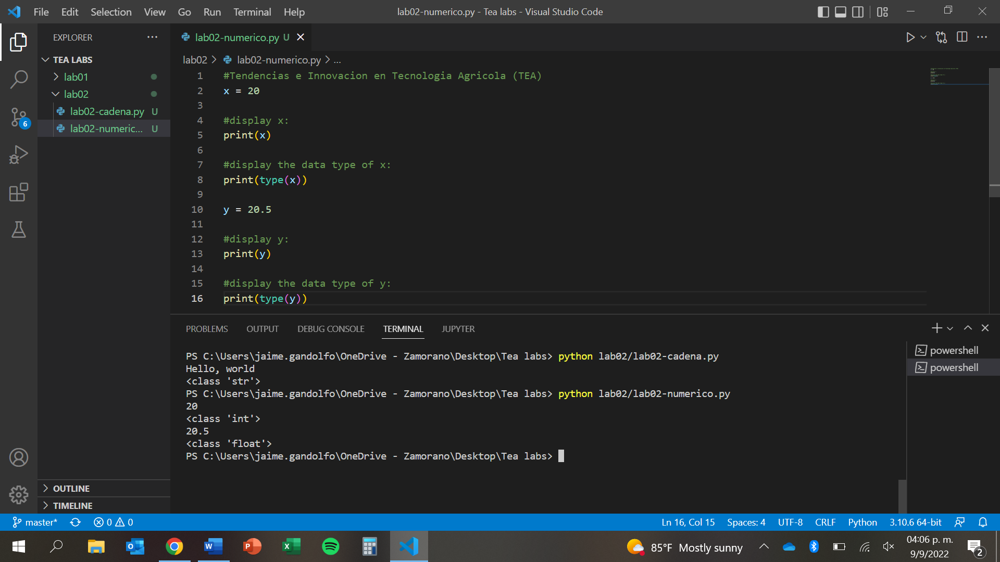 File Edit Selection View Go Run Terminal Help
lab02-numerico.py - Tea labs - Visual Studio Code
EXPLORER
TEA LABS
lab01
lab02
lab02-cadena.py U
lab02-numeric... U
6
OUTLINE
TIMELINE
lab02-numerico.py U
lab02 > lab02-numerico.py > ...
1 #Tendencias e Innovacion en Tecnologia Agricola (TEA)
2 x = 20
3
4 #display x:
5 print(x)
6
7 #display the data type of x:
8 print(type(x))
9
10 y = 20.5
11
12 #display y:
13 print(y)
14
15 #display the data type of y:
16 print(type(y))
PROBLEMS OUTPUT DEBUG CONSOLE TERMINAL JUPYTER
PS C:\Users\jaime.gandolfo\OneDrive - Zamorano\Desktop\Tea labs> python lab02/lab02-cadena.py
Hello, world
<class 'str'>
PS C:\Users\jaime.gandolfo\OneDrive - Zamorano\Desktop\Tea labs> python lab02/lab02-numerico.py
20
<class 'int'>
20.5
<class 'float'>
PS C:\Users\jaime.gandolfo\OneDrive - Zamorano\Desktop\Tea labs>
powershell
powershell
master* 0 0 Ln 16, Col 15 Spaces: 4 UTF-8 CRLF Python 3.10.6 64-bit
85°F Mostly sunny
04:06 p. m.
9/9/2022
2